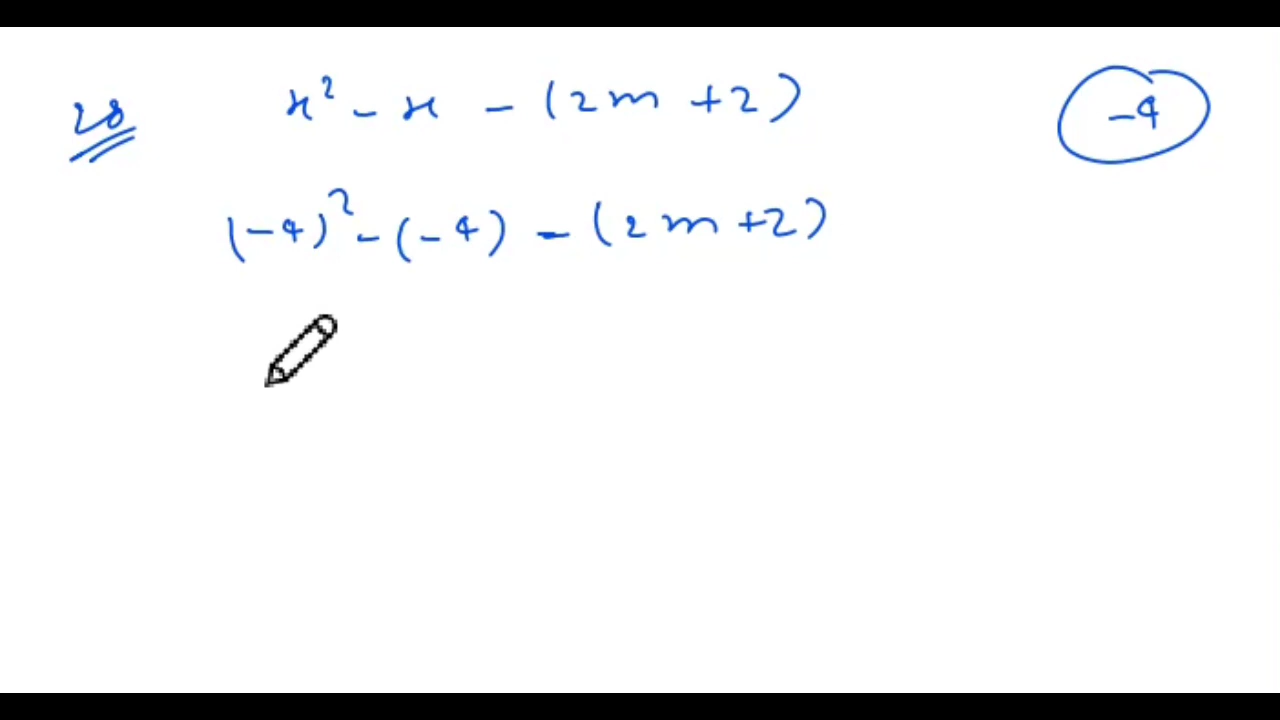 28 x² - x - (2m + 2) -4
(-4)² - (-4) - (2m + 2)